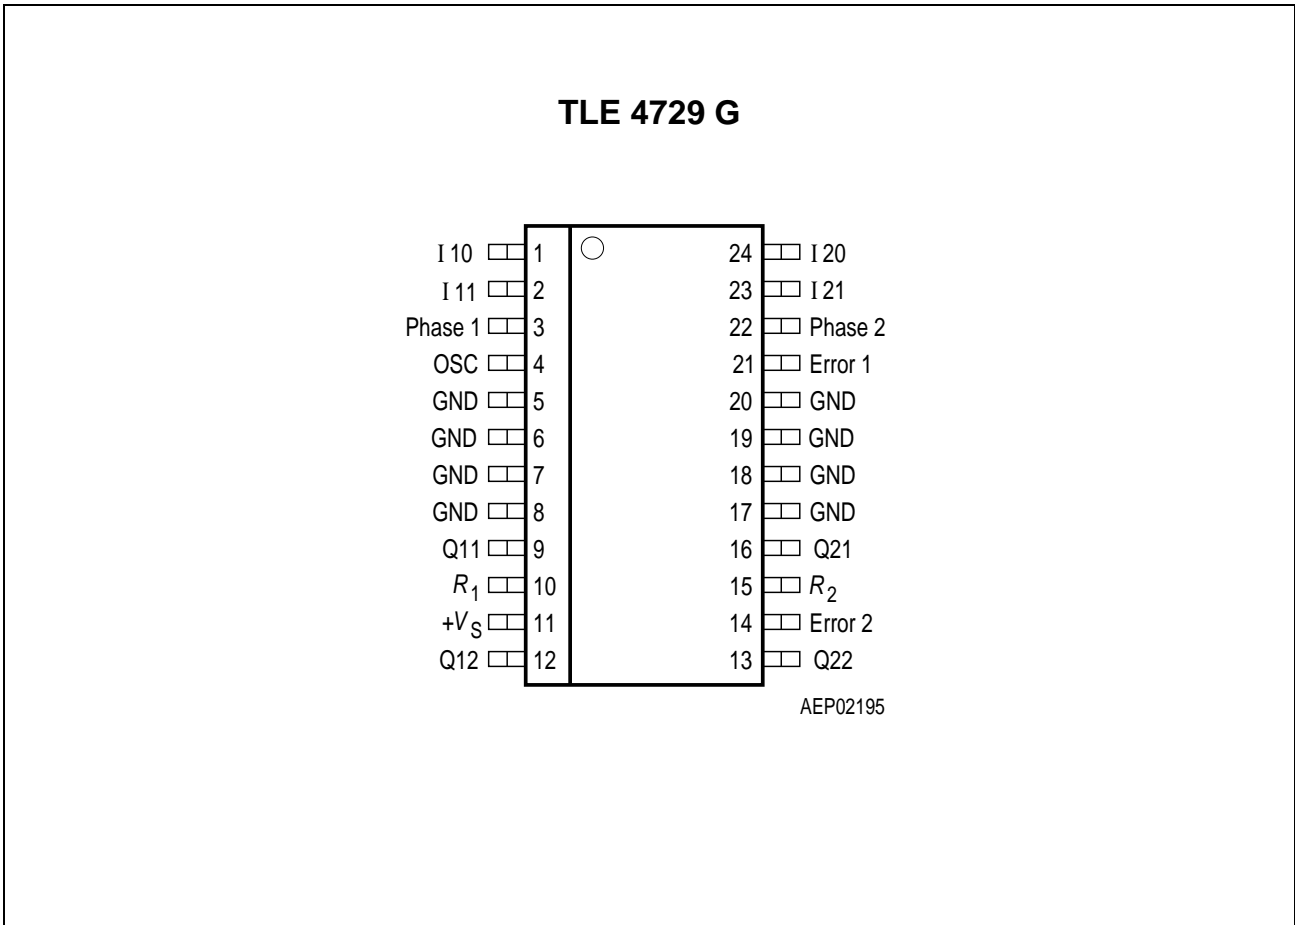 TLE 4729 G
I 10 1 24 I 20
I 11 2 23 I 21
Phase 1 3 22 Phase 2
OSC 4 21 Error 1
GND 5 20 GND
GND 6 19 GND
GND 7 18 GND
GND 8 17 GND
Q11 9 16 Q21
R1 10 15 R2
+VS 11 14 Error 2
Q12 12 13 Q22
AEP02195